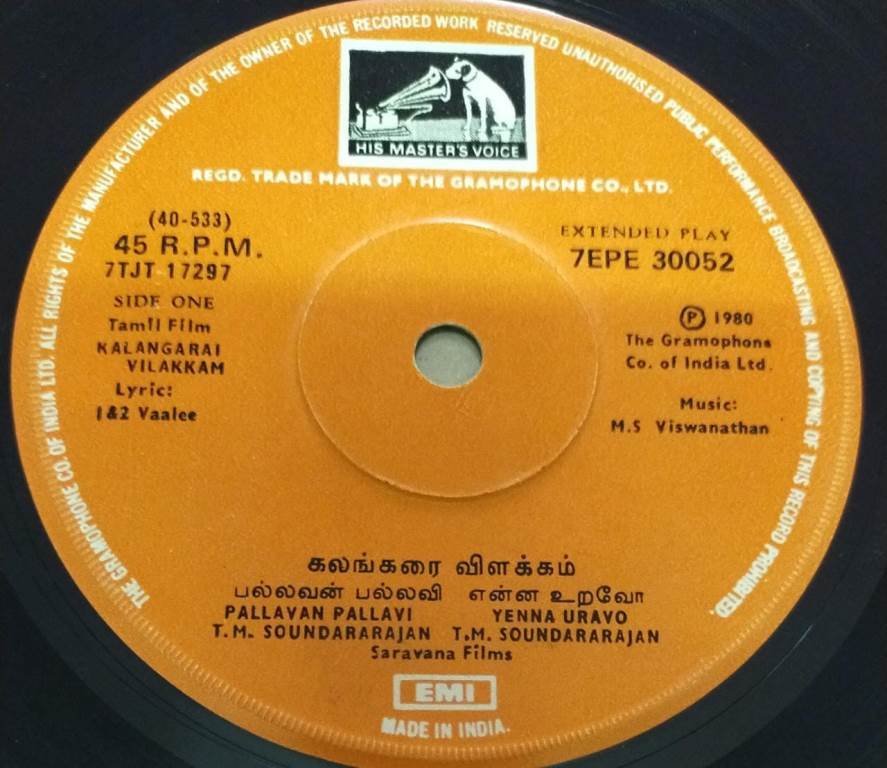 THE GRAMOPHONE CO. OF INDIA LTD. ALL RIGHTS OF THE MANUFACTURER AND OF THE OWNER OF THE RECORDED WORK RESERVED UNAUTHORISED PUBLIC PERFORMANCE BROADCASTING AND COPYING OF THIS RECORD PROHIBITED.
HIS MASTER'S VOICE
REGD. TRADE MARK OF THE GRAMOPHONE CO., LTD.
(40-533)
45 R.P.M.
7TJT 17297
SIDE ONE
Tamil Film
KALANGARAI
VILAKKAM
Lyric:
1&2 Vaalee
EXTENDED PLAY
7EPE 30052
Ⓟ 1980
The Gramophone
Co. of India Ltd.
Music:
M.S Viswanathan
கலங்கரை விளக்கம்
பல்லவன் பல்லவி என்ன உறவோ
PALLAVAN PALLAVI YENNA URAVO
T.M. SOUNDARARAJAN T.M. SOUNDARARAJAN
Saravana Films
EMI
MADE IN INDIA.